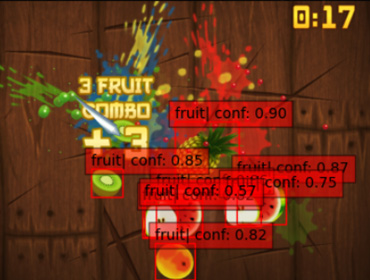 0:17
3 FRUIT
COMBO
+ 3
fruit| conf: 0.90
fruit| conf: 0.85
fruit| conf: 0.87
conf: 0.75
fruit| conf: 0.57
fruit| conf: 0.82